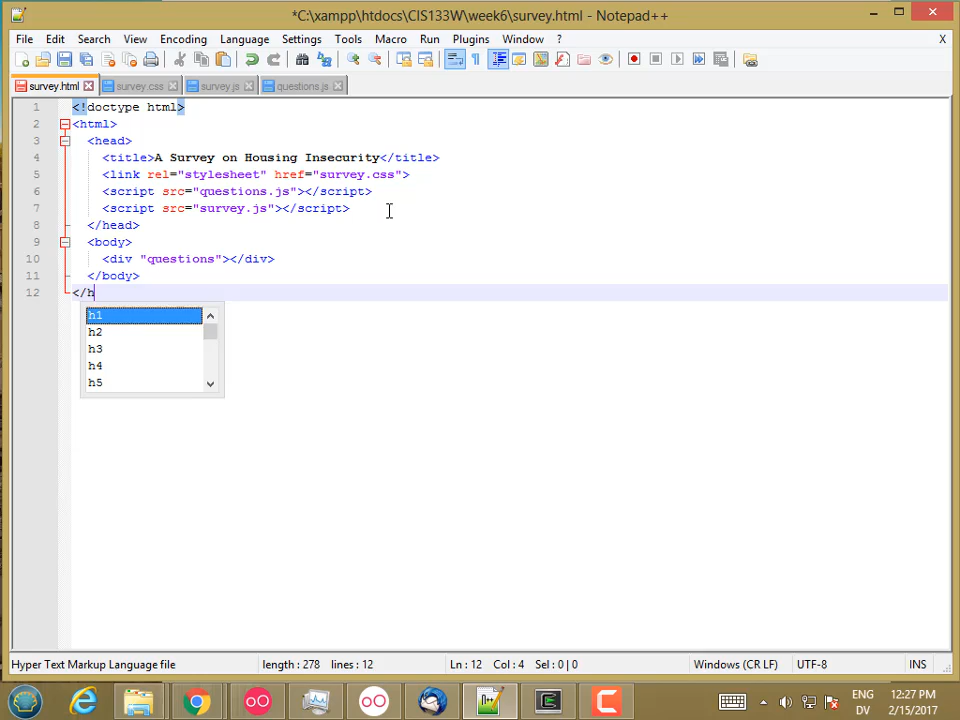 *C:\xampp\htdocs\CIS133W\week6\survey.html - Notepad++
File Edit Search View Encoding Language Settings Tools Macro Run Plugins Window ? X
survey.html survey.css survey.js questions.js
1 <!doctype html>
2 <html>
3 <head>
4 <title>A Survey on Housing Insecurity</title>
5 <link rel="stylesheet" href="survey.css">
6 <script src="questions.js"></script>
7 <script src="survey.js"></script>
8 </head>
9 <body>
10 <div "questions"></div>
11 </body>
12 </h
h1
h2
h3
h4
h5
Hyper Text Markup Language file length : 278 lines : 12 Ln : 12 Col : 4 Sel : 0 | 0 Windows (CR LF) UTF-8 INS
ENG 12:27 PM
DV 2/15/2017